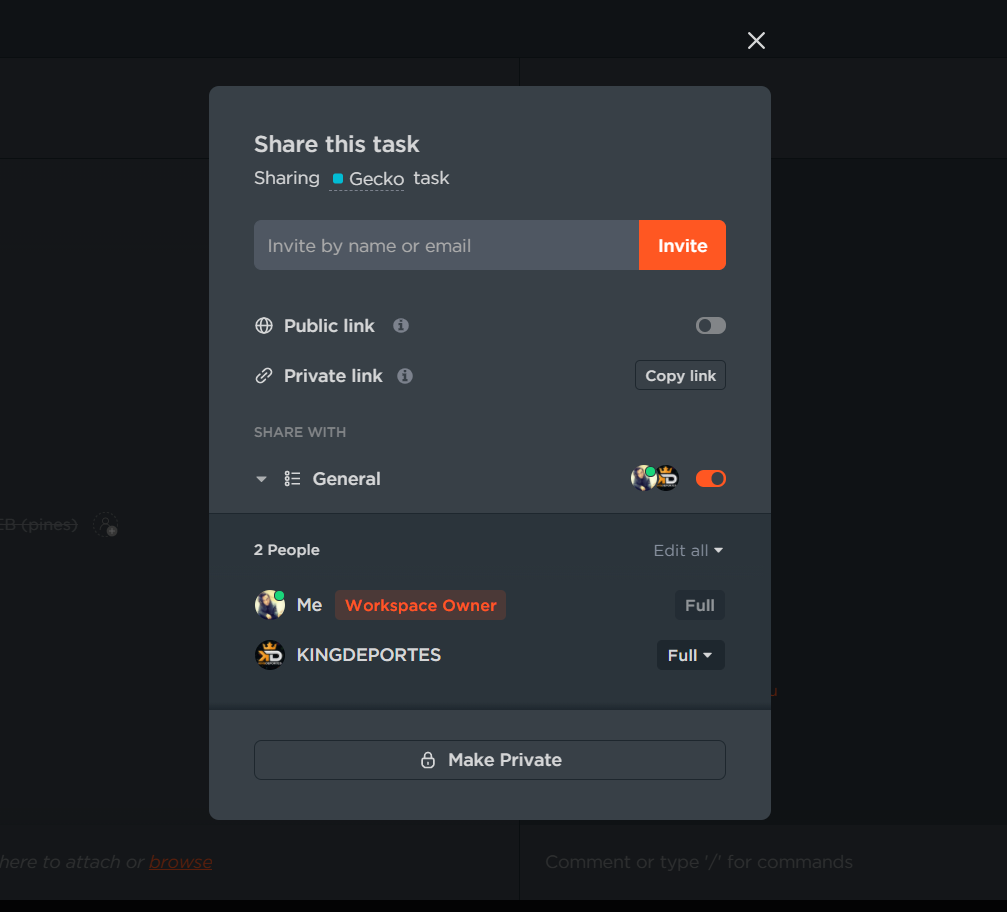 Share this task
Sharing Gecko task
Invite by name or email Invite
Public link
Private link Copy link
SHARE WITH
General
EB (pines)
2 People Edit all
Me Workspace Owner Full
KINGDEPORTES Full
Make Private
here to attach or browse
Comment or type '/' for commands